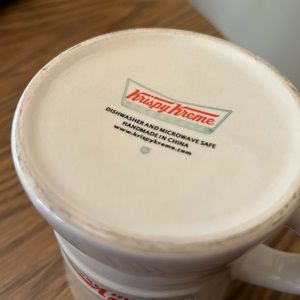 Krispy Kreme
DISHWASHER AND MICROWAVE SAFE
HANDMADE IN CHINA
www.krispykreme.com